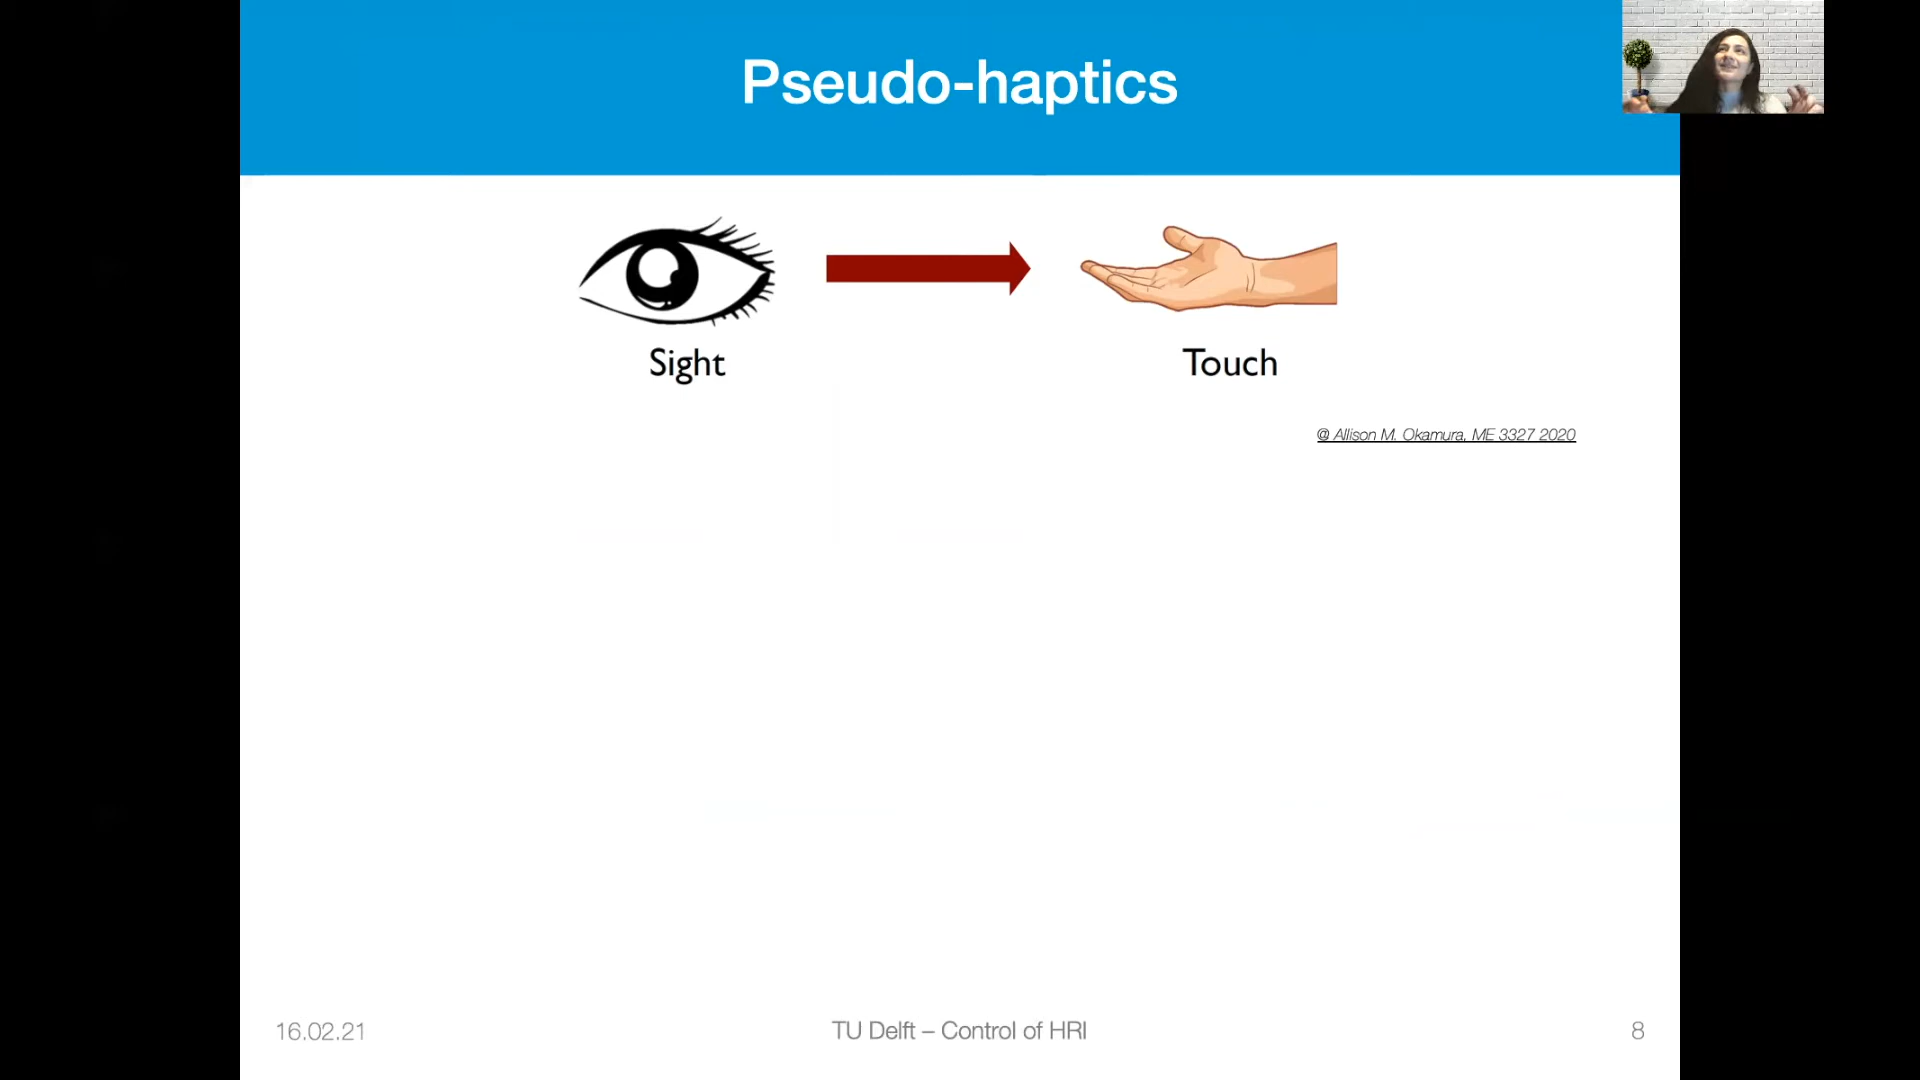 Pseudo-haptics
Sight
Touch
@ Allison M. Okamura, ME 3327 2020
16.02.21
TU Delft – Control of HRI
8